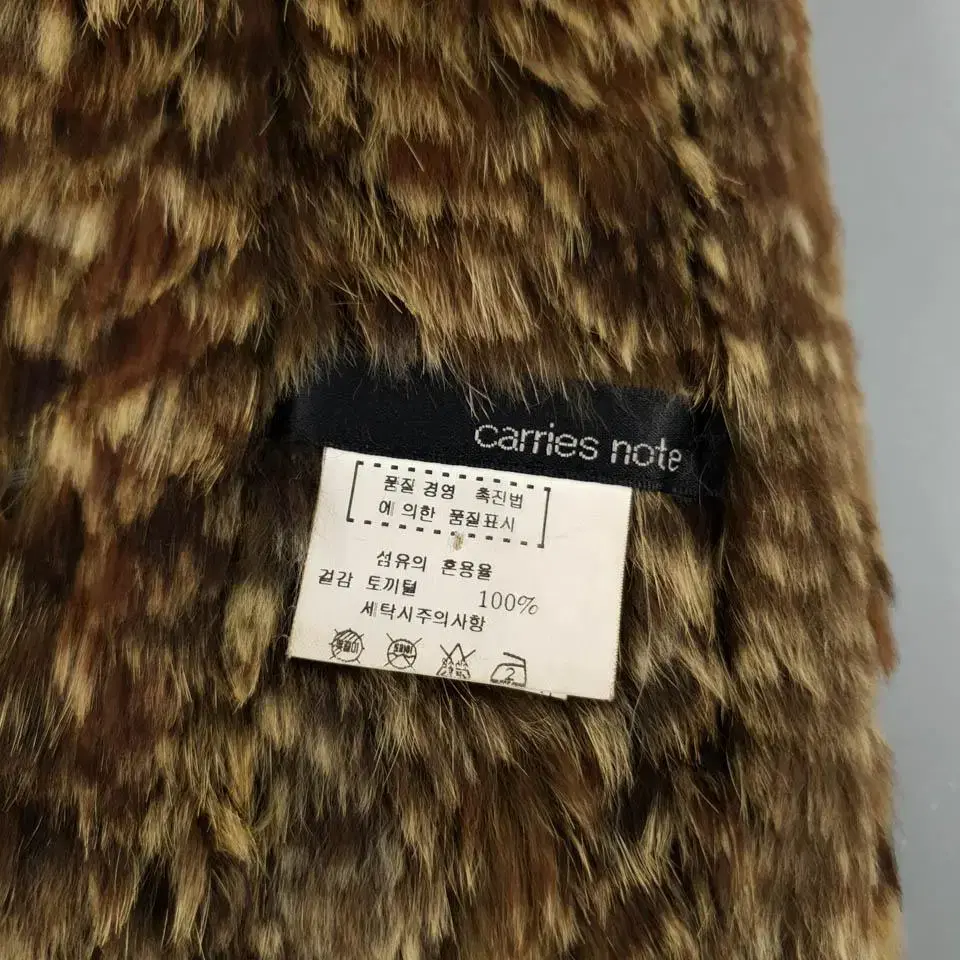 carries note
품질 경영 촉진법
에 의한 품질표시
섬유의 혼용율
겉감 토끼털 100%
세탁시주의사항
2